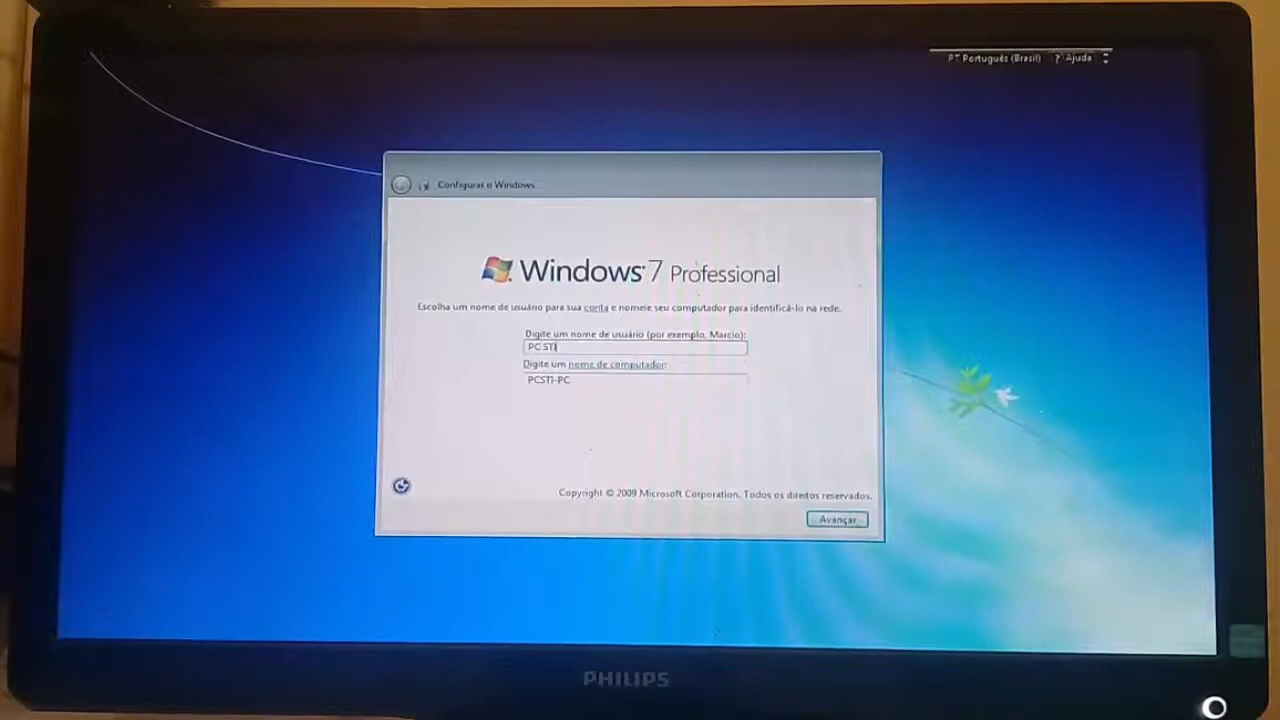 PT Português (Brasil) ? Ajuda
Configurar o Windows
Windows 7 Professional
Escolha um nome de usuário para sua conta e nomeie seu computador para identificá-lo na rede.
Digite um nome de usuário (por exemplo, Marcio):
PC STI
Digite um nome de computador:
PCSTI-PC
Copyright © 2009 Microsoft Corporation. Todos os direitos reservados.
Avançar
PHILIPS